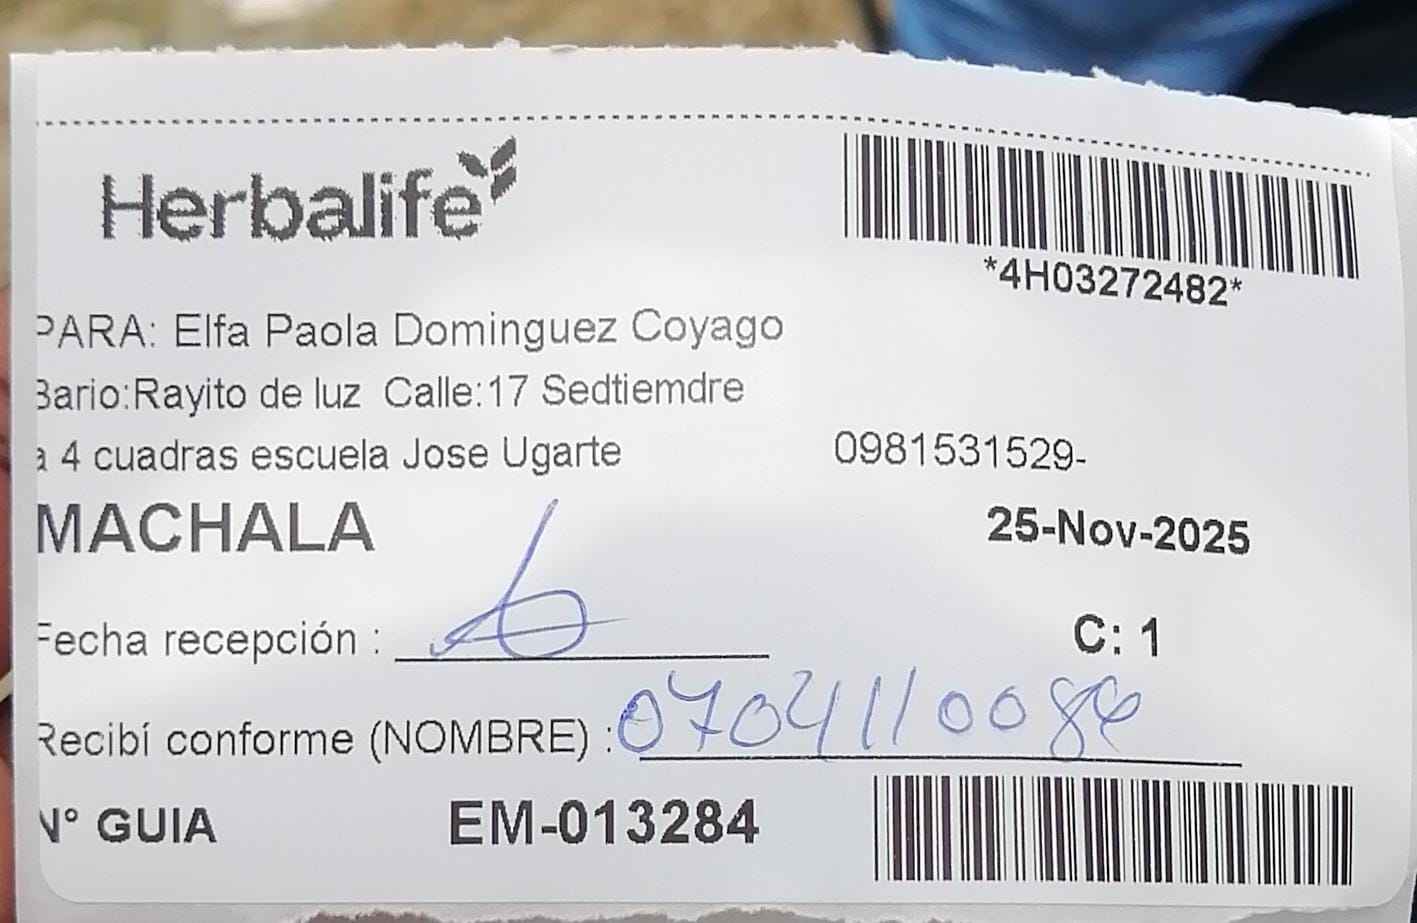 Herbalife
*4H03272482*
PARA: Elfa Paola Dominguez Coyago
Bario:Rayito de luz Calle:17 Sedtiemdre
a 4 cuadras escuela Jose Ugarte 0981531529-
MACHALA 25-Nov-2025
Fecha recepción : C: 1
Recibí conforme (NOMBRE) :
N° GUIA EM-013284